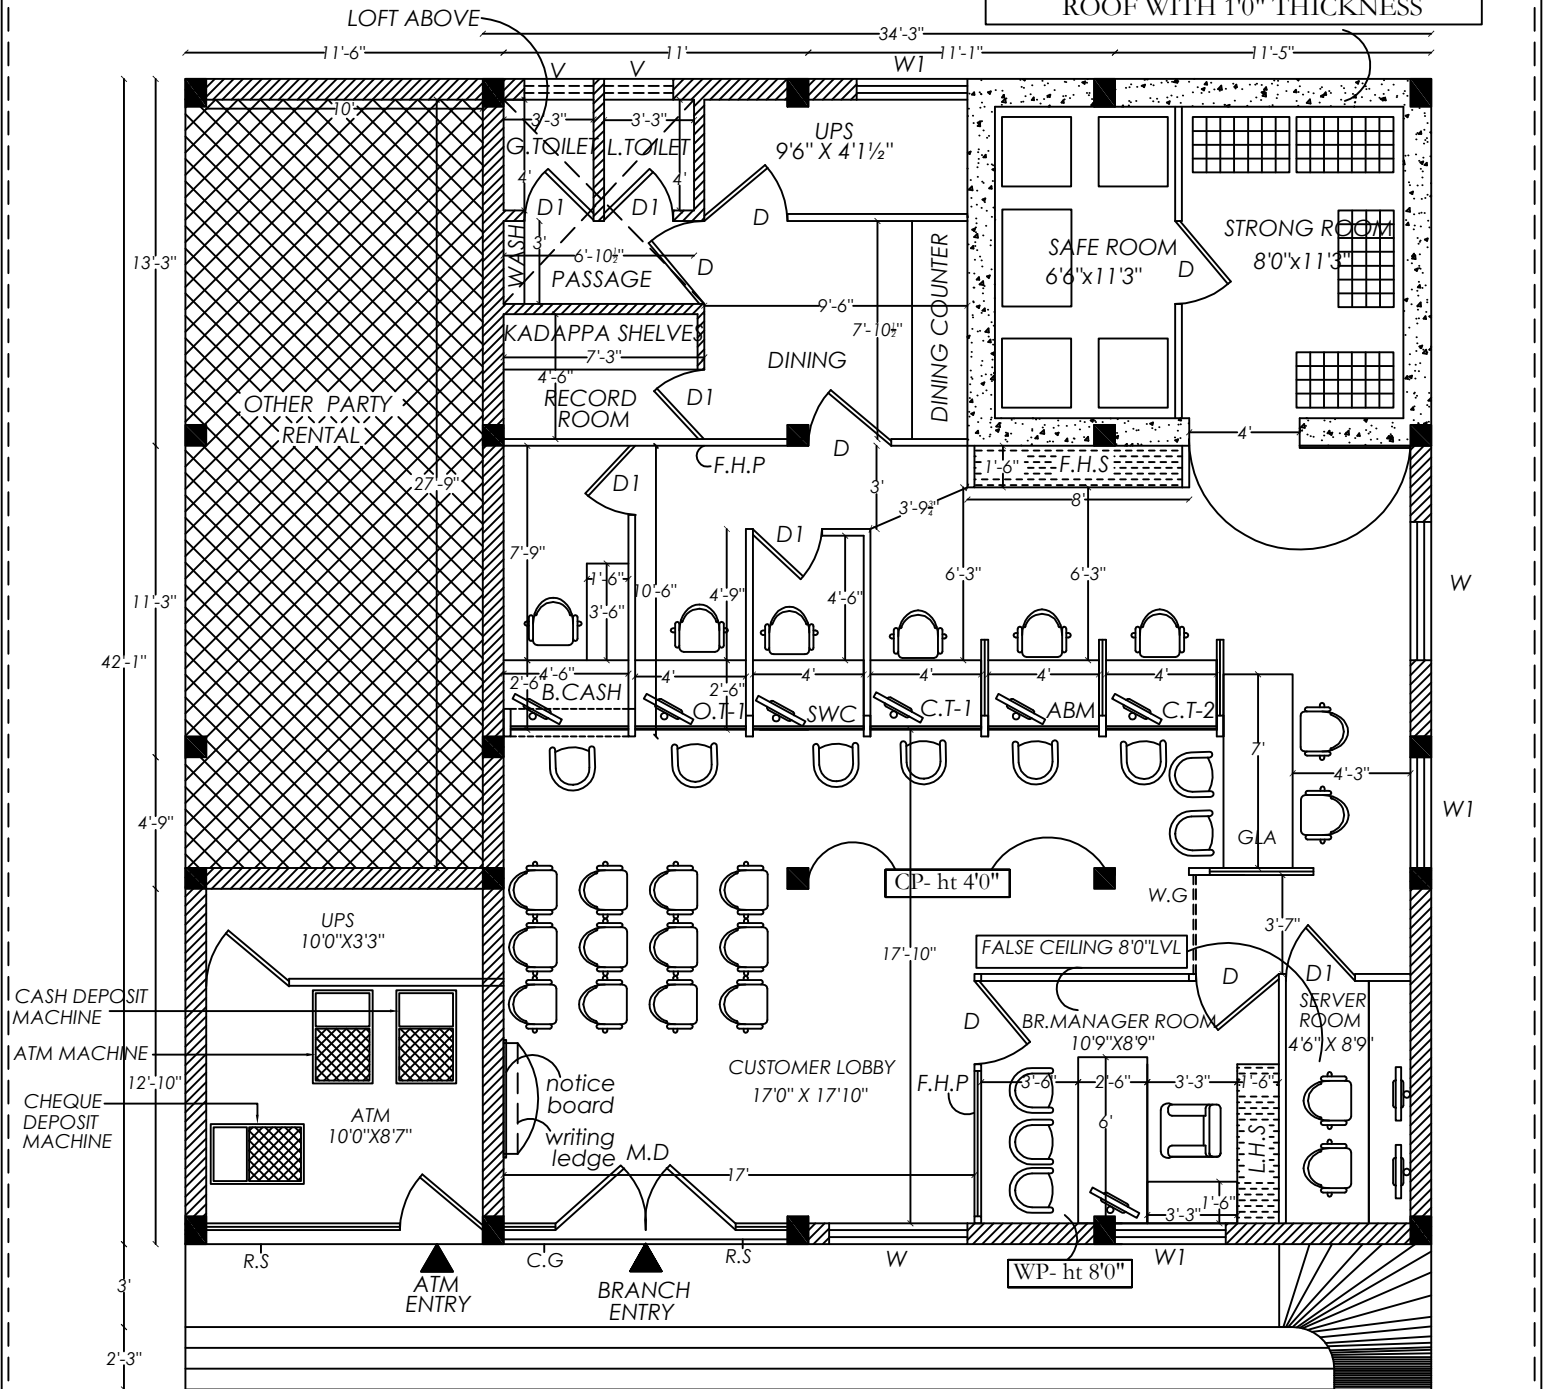 ROOF WITH 1'0" THICKNESS
LOFT ABOVE
34'-3"
11'-6"
11'
11'-1"
11'-5"
V
V
W1
10'
3'-3"
3'-3"
UPS
9'6" X 4'1½"
G.TOILET
L.TOILET
4'
4'
D1
D1
D
WASH
3'
6'-10½"
PASSAGE
D
STRONG ROOM
8'0"x11'3"
SAFE ROOM
6'6"x11'3"
D
13'-3"
9'-6"
7'-10½"
DINING COUNTER
KADAPPA SHELVES
7'-3"
DINING
4'-6"
RECORD
ROOM
D1
OTHER PARTY
RENTAL
27'-9"
D
4'
F.H.P
1'-6"
F.H.S
8'
D1
3'
3'-9¾"
D1
7'-9"
1'-6"
3'-6"
10'-6"
4'-9"
4'-6"
6'-3"
6'-3"
W
11'-3"
42'-1"
4'-6"
4'
4'
4'
4'
4'
2'-6"
B.CASH
2'-6"
O.T-1
SWC
C.T-1
ABM
C.T-2
7'
4'-3"
W1
4'-9"
GLA
CP- ht 4'0"
W.G
UPS
10'0"X3'3"
3'-7"
17'-10"
FALSE CEILING 8'0"LVL
D
D1
CASH DEPOSIT
MACHINE
SERVER
ROOM
4'6" X 8'9"
D
BR.MANAGER ROOM
10'9"X8'9"
ATM MACHINE
CUSTOMER LOBBY
17'0" X 17'10"
12'-10"
F.H.P
3'-6"
2'-6"
3'-3"
1'-6"
notice
board
CHEQUE
DEPOSIT
MACHINE
ATM
10'0"X8'7"
6'
writing
ledge
M.D
L.H.S
17'
1'-6"
3'-3"
R.S
C.G
R.S
W
W1
WP- ht 8'0"
ATM
ENTRY
BRANCH
ENTRY
3'
2'-3"